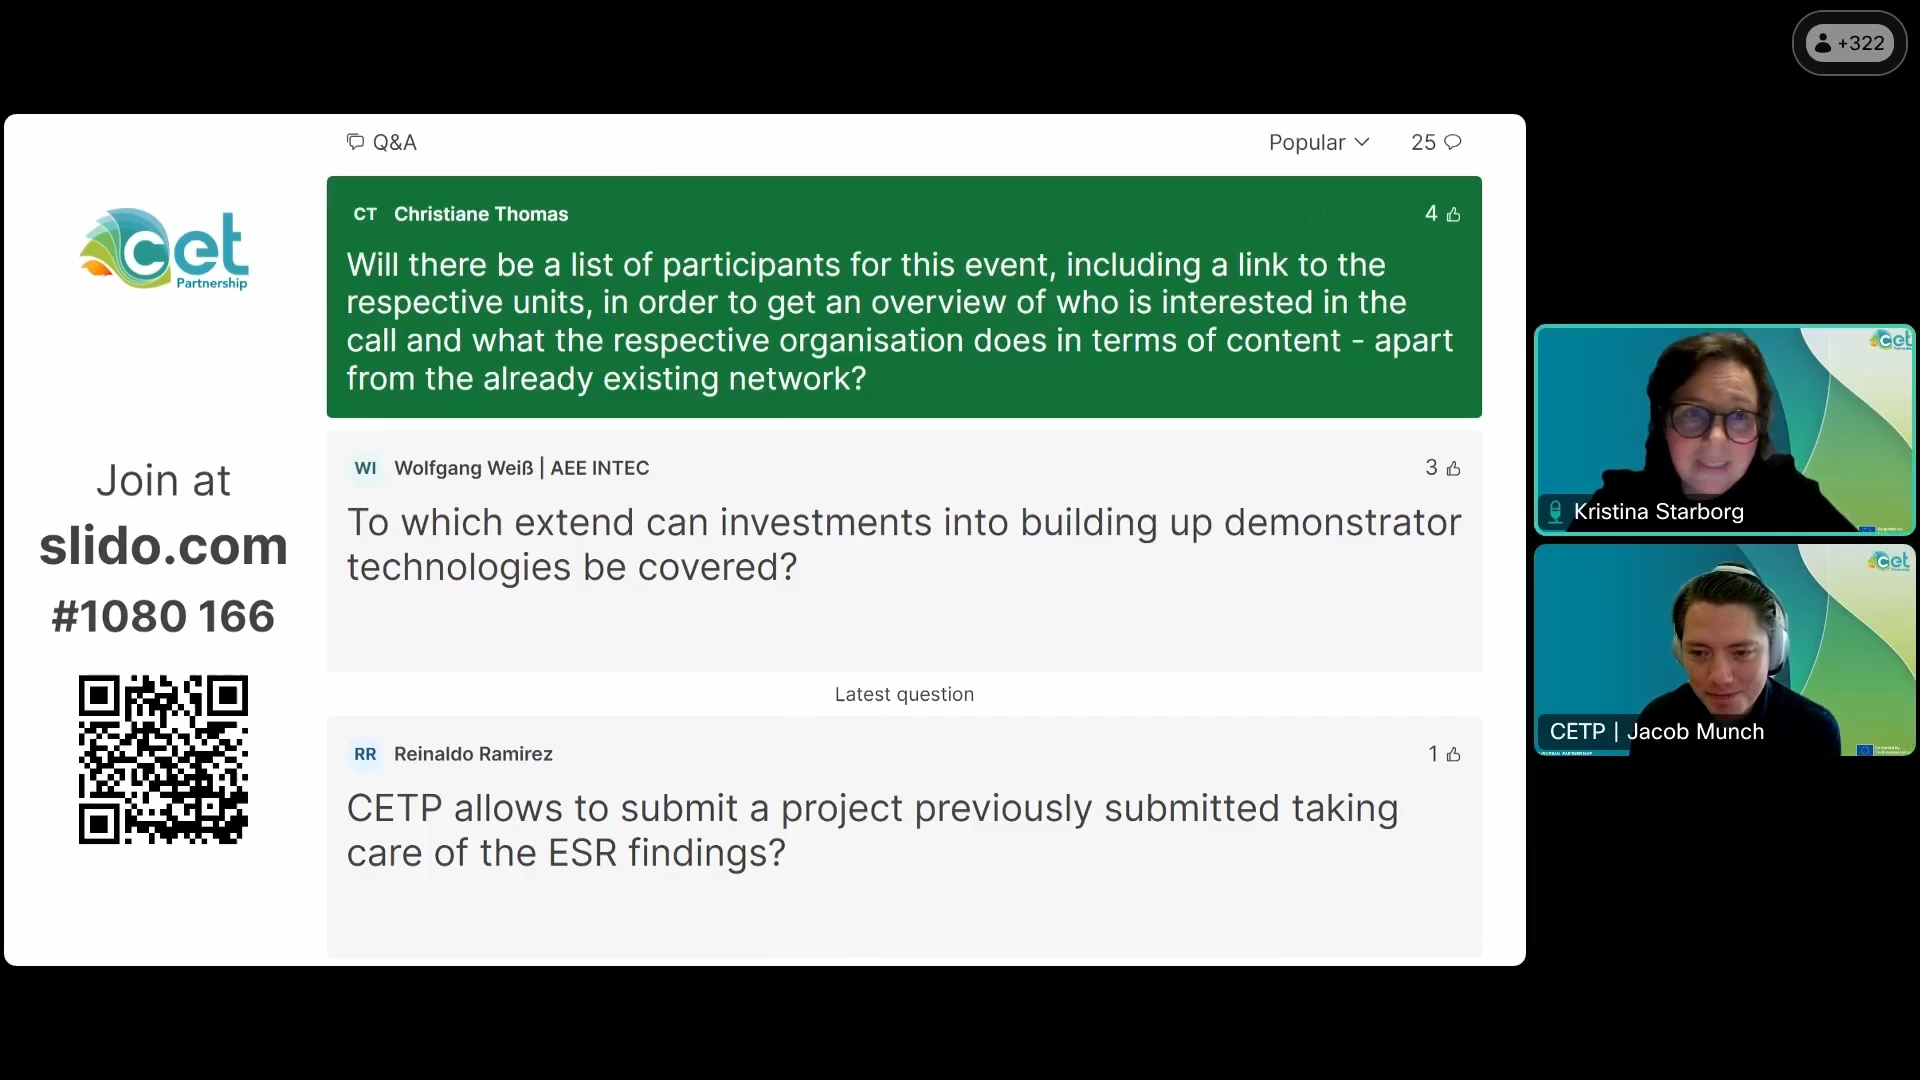 +322
Q&A
Popular
25
cet
Partnership
CT Christiane Thomas
4
Will there be a list of participants for this event, including a link to the
respective units, in order to get an overview of who is interested in the
call and what the respective organisation does in terms of content - apart
from the already existing network?
WI Wolfgang Weiß | AEE INTEC
3
To which extend can investments into building up demonstrator
technologies be covered?
Latest question
RR Reinaldo Ramirez
1
CETP allows to submit a project previously submitted taking
care of the ESR findings?
Join at
slido.com
#1080 166
cet
Kristina Starborg
cet
CETP | Jacob Munch